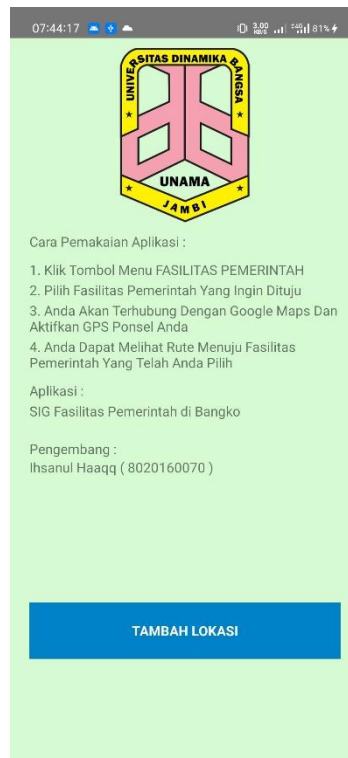 07:44:17
3.00 KB/S
81%
UNIVERSITAS DINAMIKA BANGSA
UNAMA
JAMBI
Cara Pemakaian Aplikasi :
1. Klik Tombol Menu FASILITAS PEMERINTAH
2. Pilih Fasilitas Pemerintah Yang Ingin Dituju
3. Anda Akan Terhubung Dengan Google Maps Dan
Aktifkan GPS Ponsel Anda
4. Anda Dapat Melihat Rute Menuju Fasilitas
Pemerintah Yang Telah Anda Pilih
Aplikasi :
SIG Fasilitas Pemerintah di Bangko
Pengembang :
Ihsanul Haaqq ( 8020160070 )
TAMBAH LOKASI